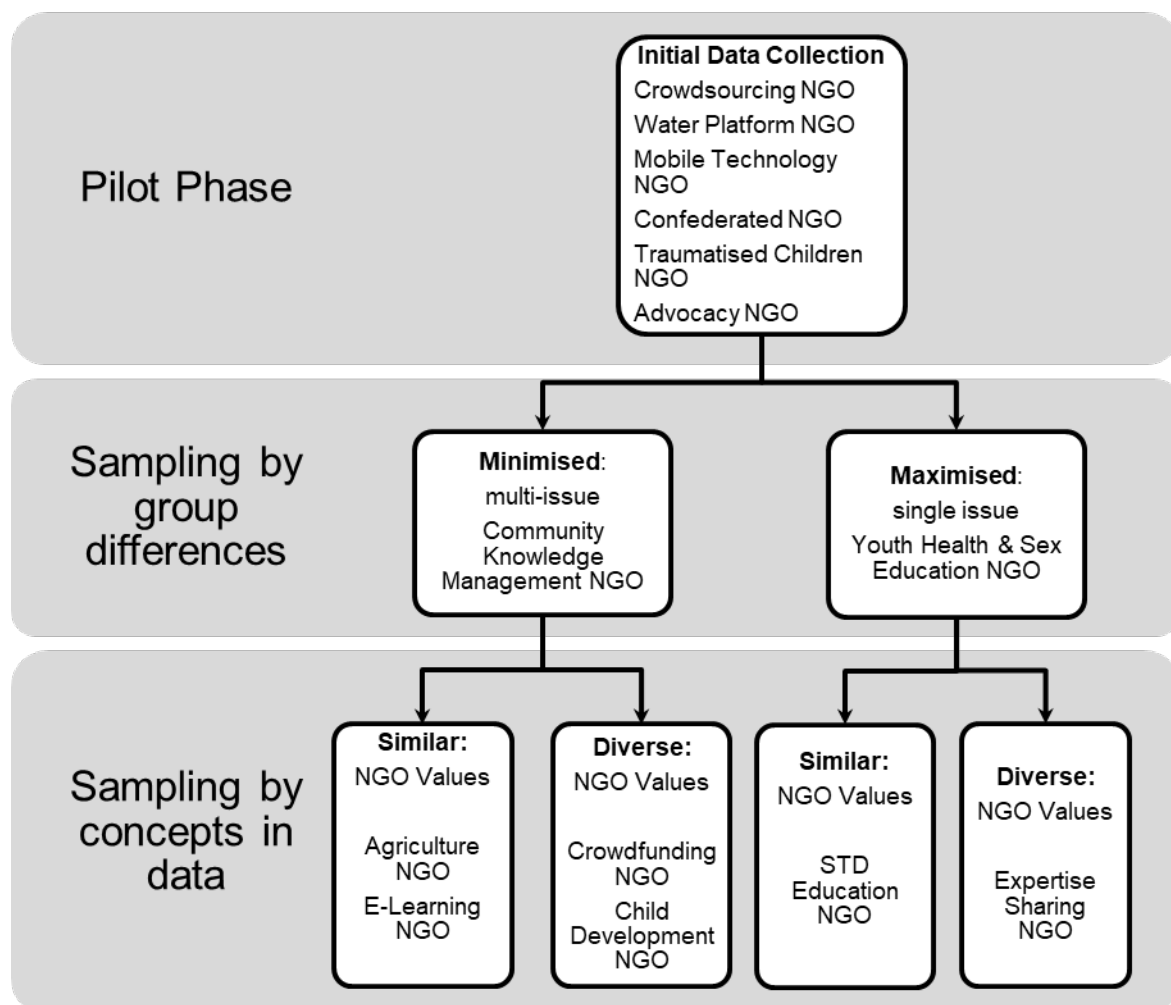 Pilot Phase
Initial Data Collection
Crowdsourcing NGO
Water Platform NGO
Mobile Technology
NGO
Confederated NGO
Traumatised Children
NGO
Advocacy NGO
Sampling by
group
differences
Minimised:
multi-issue
Community
Knowledge
Management NGO
Maximised:
single issue
Youth Health & Sex
Education NGO
Sampling by
concepts in
data
Similar:
NGO Values
Agriculture
NGO
E-Learning
NGO
Diverse:
NGO Values
Crowdfunding
NGO
Child
Development
NGO
Similar:
NGO Values
STD
Education
NGO
Diverse:
NGO Values
Expertise
Sharing
NGO